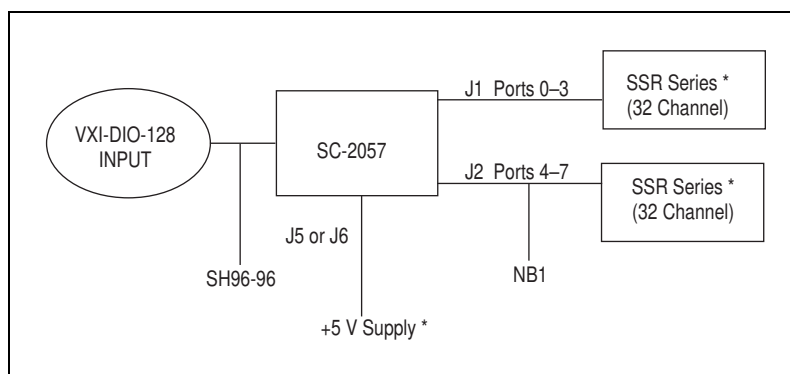 VXI-DIO-128
INPUT
SC-2057
J1 Ports 0–3
SSR Series *
(32 Channel)
J2 Ports 4–7
SSR Series *
(32 Channel)
J5 or J6
SH96-96
NB1
+5 V Supply *